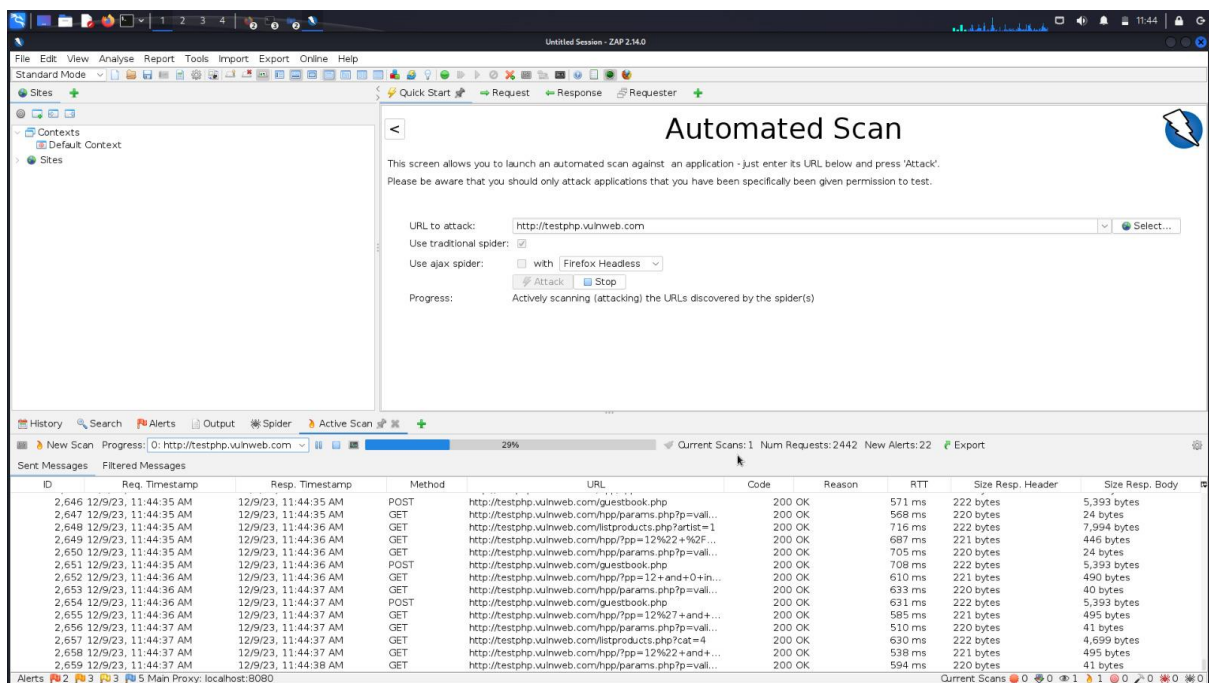 1 2 3 4 11:44
Untitled Session - ZAP 2.14.0
File Edit View Analyse Report Tools Import Export Online Help
Standard Mode
Sites Quick Start Request Response Requester
Contexts
Default Context
Sites
<
Automated Scan
This screen allows you to launch an automated scan against an application - just enter its URL below and press 'Attack'.
Please be aware that you should only attack applications that you have been specifically been given permission to test.
URL to attack: http://testphp.vulnweb.com Select...
Use traditional spider:
Use ajax spider: with Firefox Headless
Attack Stop
Progress: Actively scanning (attacking) the URLs discovered by the spider(s)
History Search Alerts Output Spider Active Scan
New Scan Progress: 0: http://testphp.vulnweb.com 29% Current Scans: 1 Num Requests: 2442 New Alerts: 22 Export
Sent Messages Filtered Messages
ID Req. Timestamp Resp. Timestamp Method URL Code Reason RTT Size Resp. Header Size Resp. Body
2,646 12/9/23, 11:44:35 AM 12/9/23, 11:44:35 AM POST http://testphp.vulnweb.com/guestbook.php 200 OK 571 ms 222 bytes 5,393 bytes
2,647 12/9/23, 11:44:35 AM 12/9/23, 11:44:35 AM GET http://testphp.vulnweb.com/hpp/params.php?p=vali... 200 OK 568 ms 220 bytes 24 bytes
2,648 12/9/23, 11:44:35 AM 12/9/23, 11:44:36 AM GET http://testphp.vulnweb.com/listproducts.php?artist=1 200 OK 716 ms 222 bytes 7,994 bytes
2,649 12/9/23, 11:44:35 AM 12/9/23, 11:44:36 AM GET http://testphp.vulnweb.com/hpp/?pp=12%22+%2F... 200 OK 687 ms 221 bytes 446 bytes
2,650 12/9/23, 11:44:35 AM 12/9/23, 11:44:36 AM GET http://testphp.vulnweb.com/hpp/params.php?p=vali... 200 OK 705 ms 220 bytes 24 bytes
2,651 12/9/23, 11:44:35 AM 12/9/23, 11:44:36 AM POST http://testphp.vulnweb.com/guestbook.php 200 OK 708 ms 222 bytes 5,393 bytes
2,652 12/9/23, 11:44:36 AM 12/9/23, 11:44:36 AM GET http://testphp.vulnweb.com/hpp/?pp=12+and+0+in... 200 OK 610 ms 221 bytes 490 bytes
2,653 12/9/23, 11:44:36 AM 12/9/23, 11:44:37 AM GET http://testphp.vulnweb.com/hpp/params.php?p=vali... 200 OK 633 ms 220 bytes 40 bytes
2,654 12/9/23, 11:44:36 AM 12/9/23, 11:44:37 AM POST http://testphp.vulnweb.com/guestbook.php 200 OK 631 ms 222 bytes 5,393 bytes
2,655 12/9/23, 11:44:36 AM 12/9/23, 11:44:37 AM GET http://testphp.vulnweb.com/hpp/?pp=12%27+and+... 200 OK 585 ms 221 bytes 495 bytes
2,656 12/9/23, 11:44:37 AM 12/9/23, 11:44:37 AM GET http://testphp.vulnweb.com/hpp/params.php?p=vali... 200 OK 510 ms 220 bytes 41 bytes
2,657 12/9/23, 11:44:37 AM 12/9/23, 11:44:37 AM GET http://testphp.vulnweb.com/listproducts.php?cat=4 200 OK 630 ms 222 bytes 4,699 bytes
2,658 12/9/23, 11:44:37 AM 12/9/23, 11:44:37 AM GET http://testphp.vulnweb.com/hpp/?pp=12%22+and+... 200 OK 538 ms 221 bytes 495 bytes
2,659 12/9/23, 11:44:37 AM 12/9/23, 11:44:38 AM GET http://testphp.vulnweb.com/hpp/params.php?p=vali... 200 OK 594 ms 220 bytes 41 bytes
Alerts 2 3 3 5 Main Proxy: localhost:8080 Current Scans 0 0 1 1 0 0 0 0